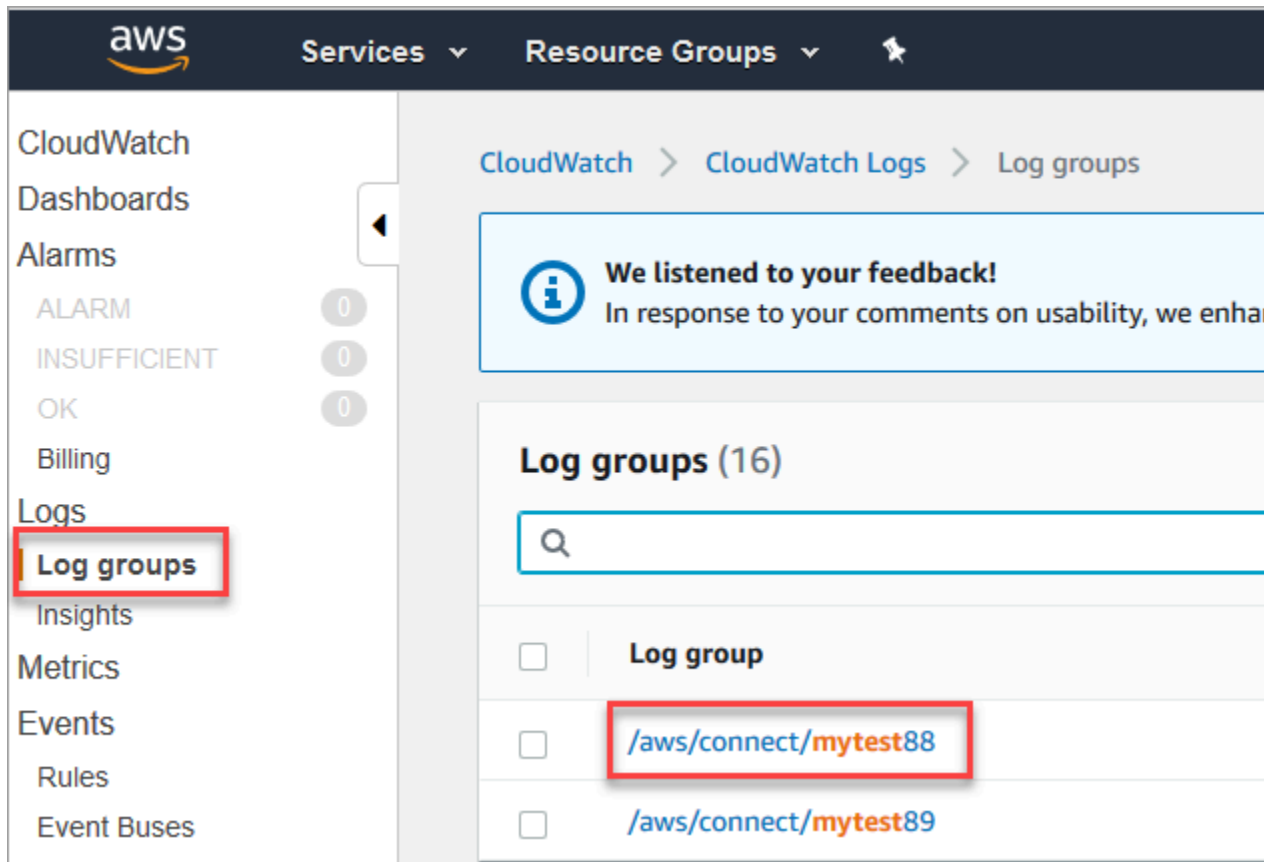 aws
Services
Resource Groups
CloudWatch
Dashboards
Alarms
ALARM 0
INSUFFICIENT 0
OK 0
Billing
Logs
Log groups
Insights
Metrics
Events
Rules
Event Buses
CloudWatch > CloudWatch Logs > Log groups
We listened to your feedback!
In response to your comments on usability, we enha
Log groups (16)
Log group
/aws/connect/mytest88
/aws/connect/mytest89